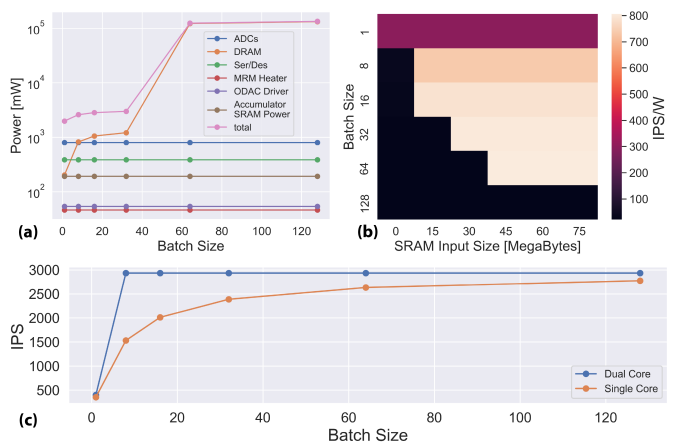 10^5
10^4
10^3
10^2
Power [mW]
ADCs
DRAM
Ser/Des
MRM Heater
ODAC Driver
Accumulator
SRAM Power
total
0 20 40 60 80 100 120
(a)
Batch Size
1
8
16
32
64
128
Batch Size
0 15 30 45 60 75
(b)
SRAM Input Size [MegaBytes]
800
700
600
500
400
300
200
100
IPS/W
3000
2500
2000
1500
1000
500
IPS
Dual Core
Single Core
0 20 40 60 80 100 120
(c)
Batch Size